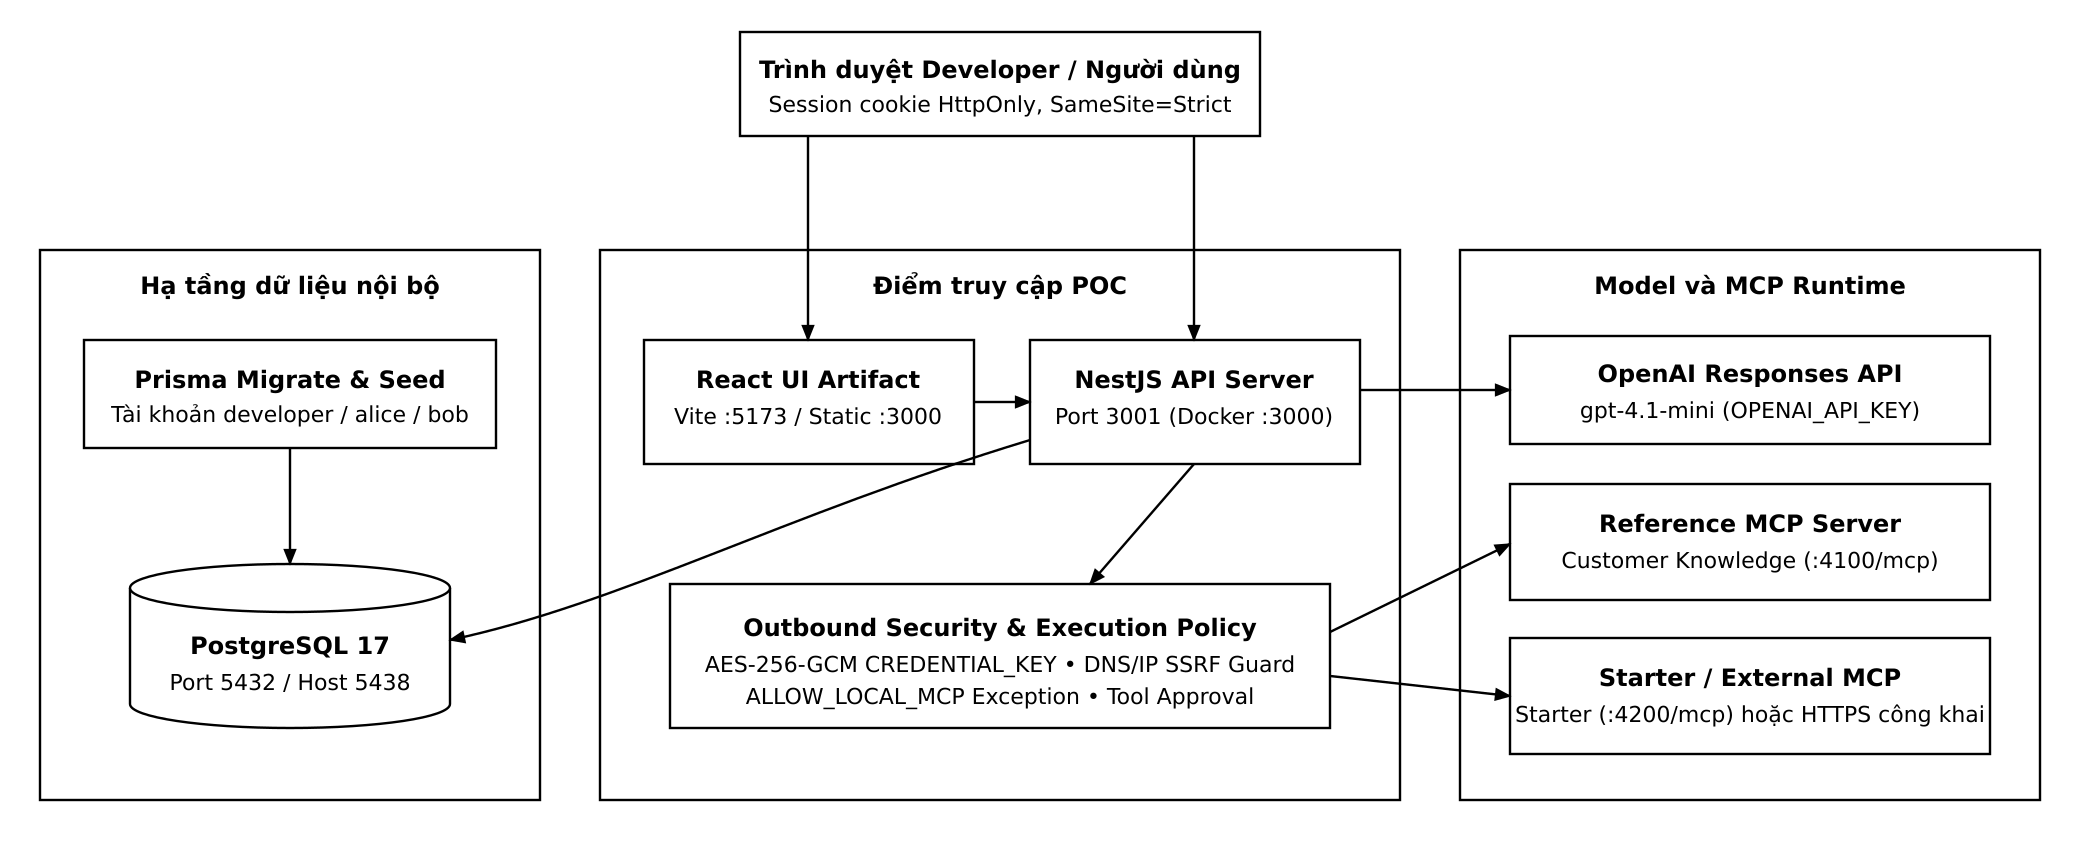 Trình duyệt Developer / Người dùng
Session cookie HttpOnly, SameSite=Strict
Hạ tầng dữ liệu nội bộ
Prisma Migrate & Seed
Tài khoản developer / alice / bob
PostgreSQL 17
Port 5432 / Host 5438
Điểm truy cập POC
React UI Artifact
Vite :5173 / Static :3000
NestJS API Server
Port 3001 (Docker :3000)
Outbound Security & Execution Policy
AES-256-GCM CREDENTIAL_KEY • DNS/IP SSRF Guard
ALLOW_LOCAL_MCP Exception • Tool Approval
Model và MCP Runtime
OpenAI Responses API
gpt-4.1-mini (OPENAI_API_KEY)
Reference MCP Server
Customer Knowledge (:4100/mcp)
Starter / External MCP
Starter (:4200/mcp) hoặc HTTPS công khai